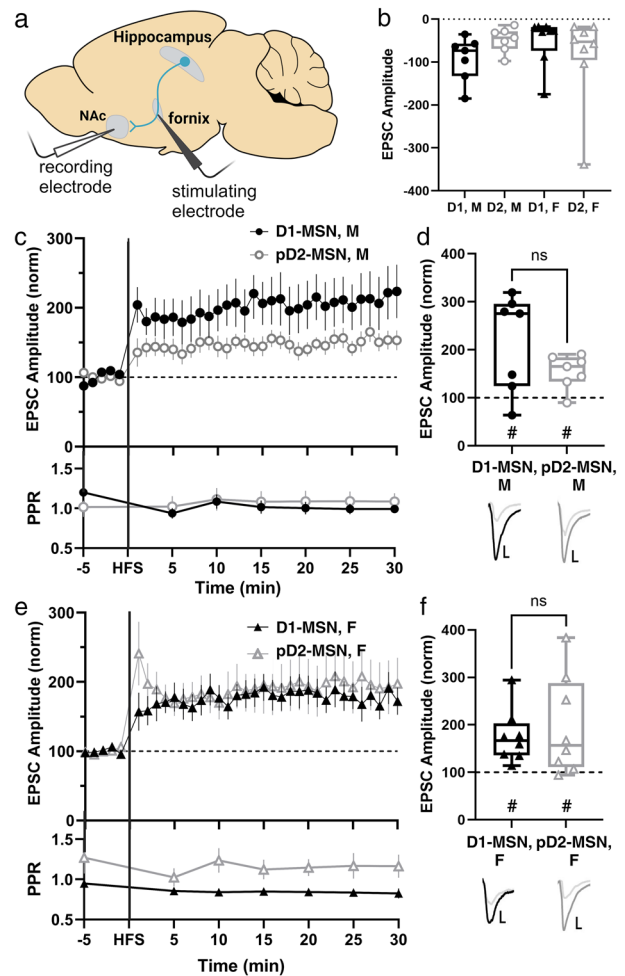 a
Hippocampus
NAc
fornix
recording
electrode
stimulating
electrode
b
EPSC Amplitude
0
-100
-200
-300
-400
D1, M D2, M D1, F D2, F
c
D1-MSN, M
pD2-MSN, M
EPSC Amplitude (norm)
300
200
100
0
PPR
1.5
1.0
0.5
-5 HFS 5 10 15 20 25 30
Time (min)
d
ns
EPSC Amplitude (norm)
400
300
200
100
0
# #
D1-MSN, pD2-MSN,
M M
L L
e
D1-MSN, F
pD2-MSN, F
EPSC Amplitude (norm)
300
200
100
0
PPR
1.5
1.0
0.5
-5 HFS 5 10 15 20 25 30
Time (min)
f
ns
EPSC Amplitude (norm)
400
300
200
100
0
# #
D1-MSN, pD2-MSN,
F F
L L